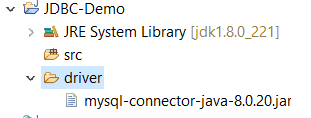 JDBC-Demo
JRE System Library [jdk1.8.0_221]
src
driver
mysql-connector-java-8.0.20.jar